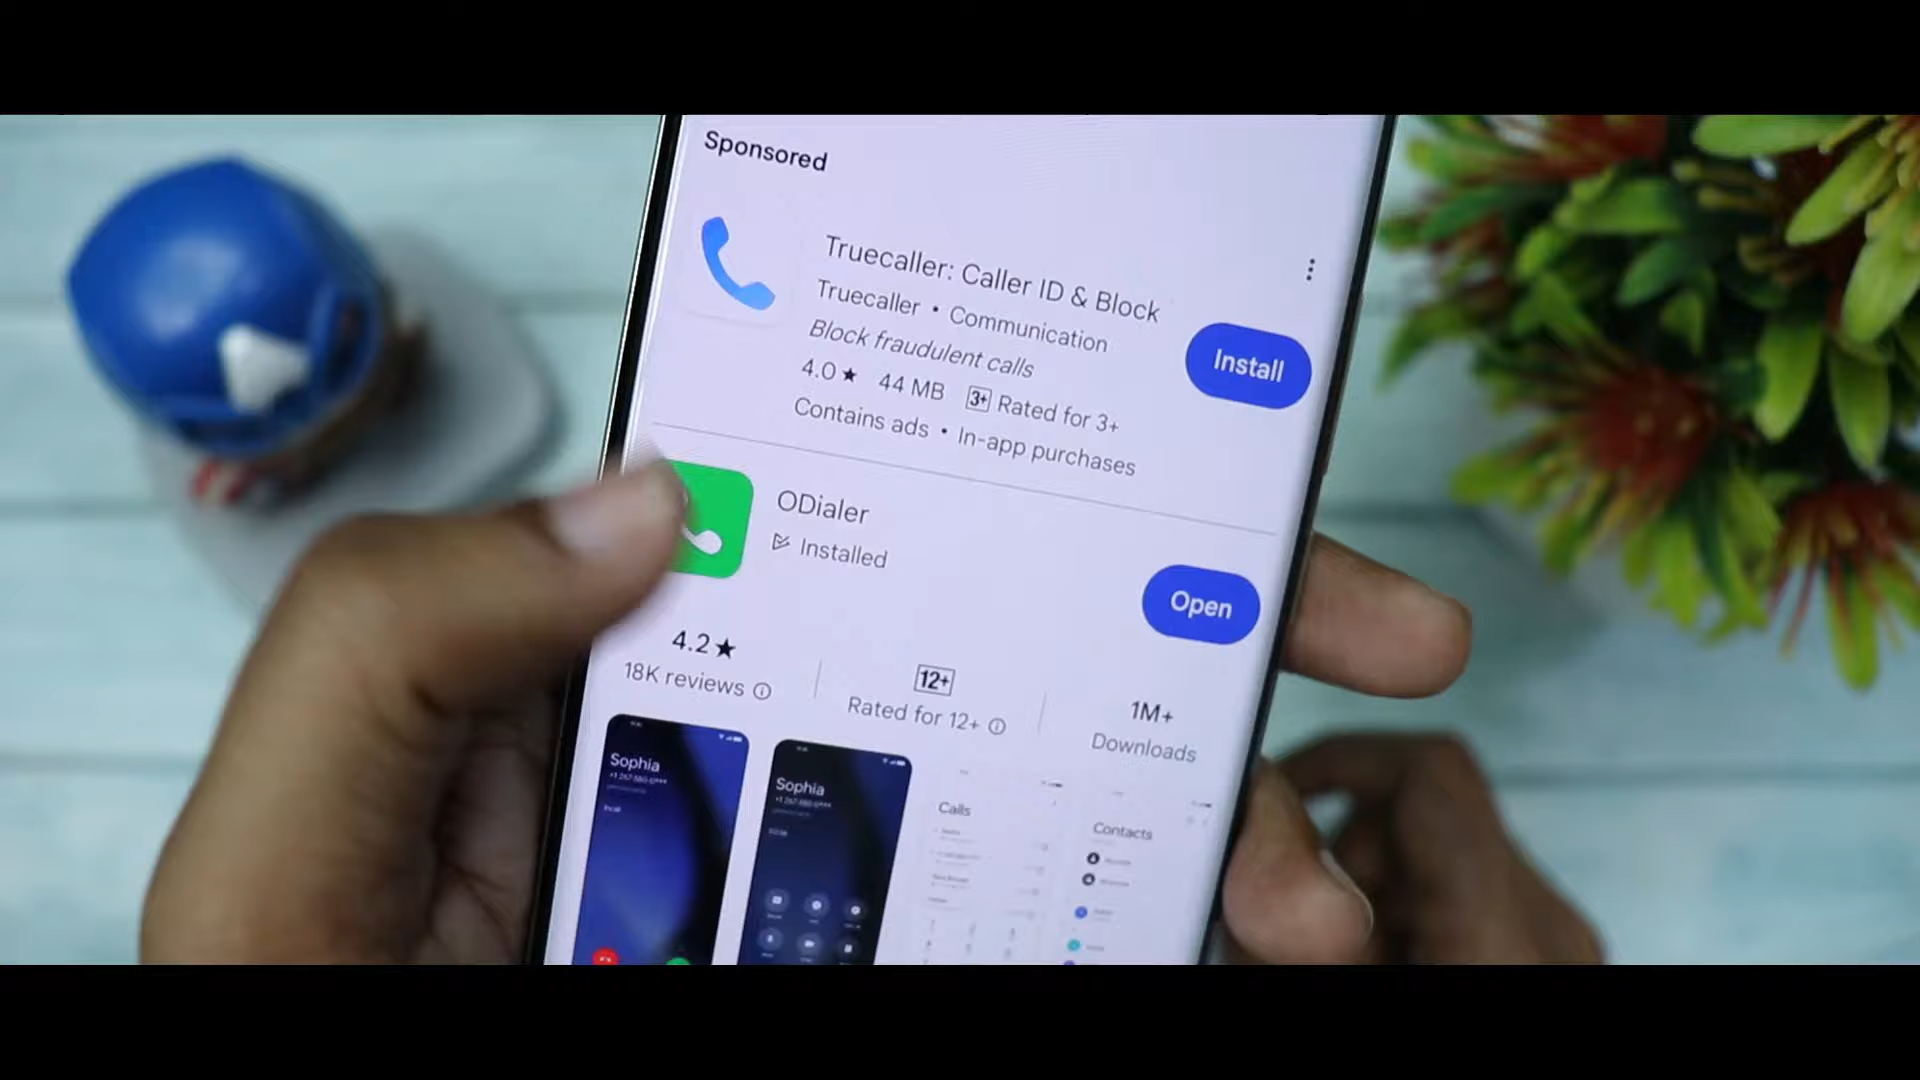 Sponsored
Truecaller: Caller ID & Block
Truecaller • Communication
Block fraudulent calls
4.0 ★ 44 MB 3+ Rated for 3+
Contains ads • In-app purchases
Install
ODialer
Installed
Open
4.2 ★
18K reviews
12+
Rated for 12+
1M+
Downloads
Sophia
Sophia
Calls
Contacts